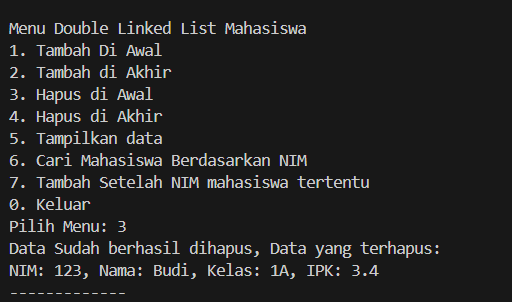 Menu Double Linked List Mahasiswa
1. Tambah Di Awal
2. Tambah di Akhir
3. Hapus di Awal
4. Hapus di Akhir
5. Tampilkan data
6. Cari Mahasiswa Berdasarkan NIM
7. Tambah Setelah NIM mahasiswa tertentu
0. Keluar
Pilih Menu: 3
Data Sudah berhasil dihapus, Data yang terhapus:
NIM: 123, Nama: Budi, Kelas: 1A, IPK: 3.4
-------------